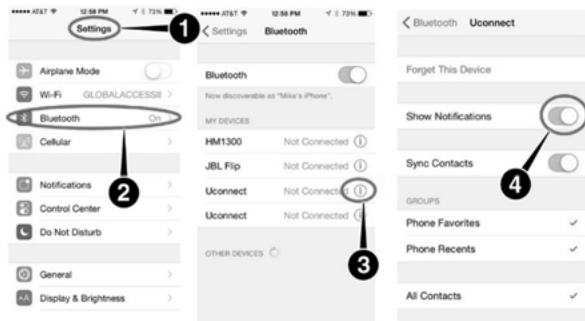 AT&T 12:58 PM 73%
Settings
1
Airplane Mode
Wi-Fi GLOBALACCESSII
Bluetooth On
2
Cellular
Notifications
Control Center
Do Not Disturb
General
AA Display & Brightness
AT&T 12:58 PM 73%
Settings Bluetooth
Bluetooth
Now discoverable as "Mike's iPhone".
MY DEVICES
HM1300 Not Connected
JBL Flip Not Connected
Uconnect Not Connected
Uconnect Not Connected
3
OTHER DEVICES
Bluetooth Uconnect
Forget This Device
Show Notifications
4
Sync Contacts
GROUPS
Phone Favorites
Phone Recents
All Contacts